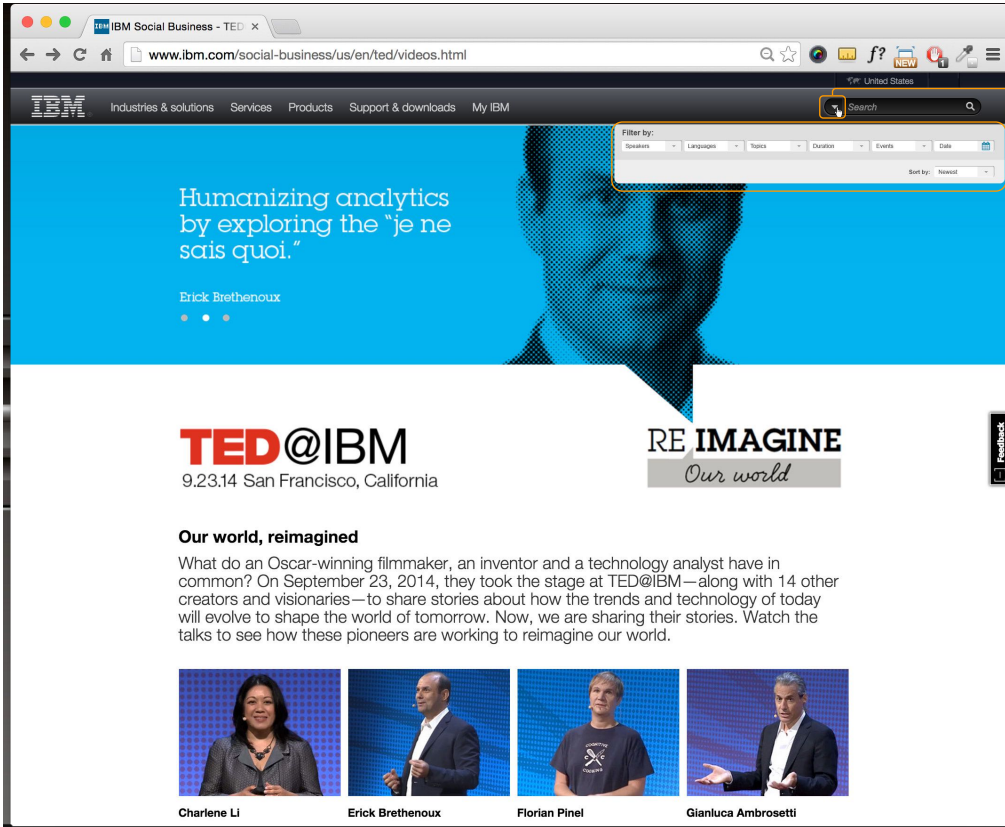 IBM IBM Social Business - TED
www.ibm.com/social-business/us/en/ted/videos.html
f?
NEW
1
United States
IBM
Industries & solutions Services Products Support & downloads My IBM
Search
Filter by:
Speakers Languages Topics Duration Events Date
Sort by: Newest
Humanizing analytics
by exploring the "je ne
sais quoi."
Erick Brethenoux
TED@IBM
9.23.14 San Francisco, California
RE IMAGINE
Our world
Feedback
Our world, reimagined
What do an Oscar-winning filmmaker, an inventor and a technology analyst have in
common? On September 23, 2014, they took the stage at TED@IBM—along with 14 other
creators and visionaries—to share stories about how the trends and technology of today
will evolve to shape the world of tomorrow. Now, we are sharing their stories. Watch the
talks to see how these pioneers are working to reimagine our world.
COGNITIVE
C C
COOKING
Charlene Li Erick Brethenoux Florian Pinel Gianluca Ambrosetti